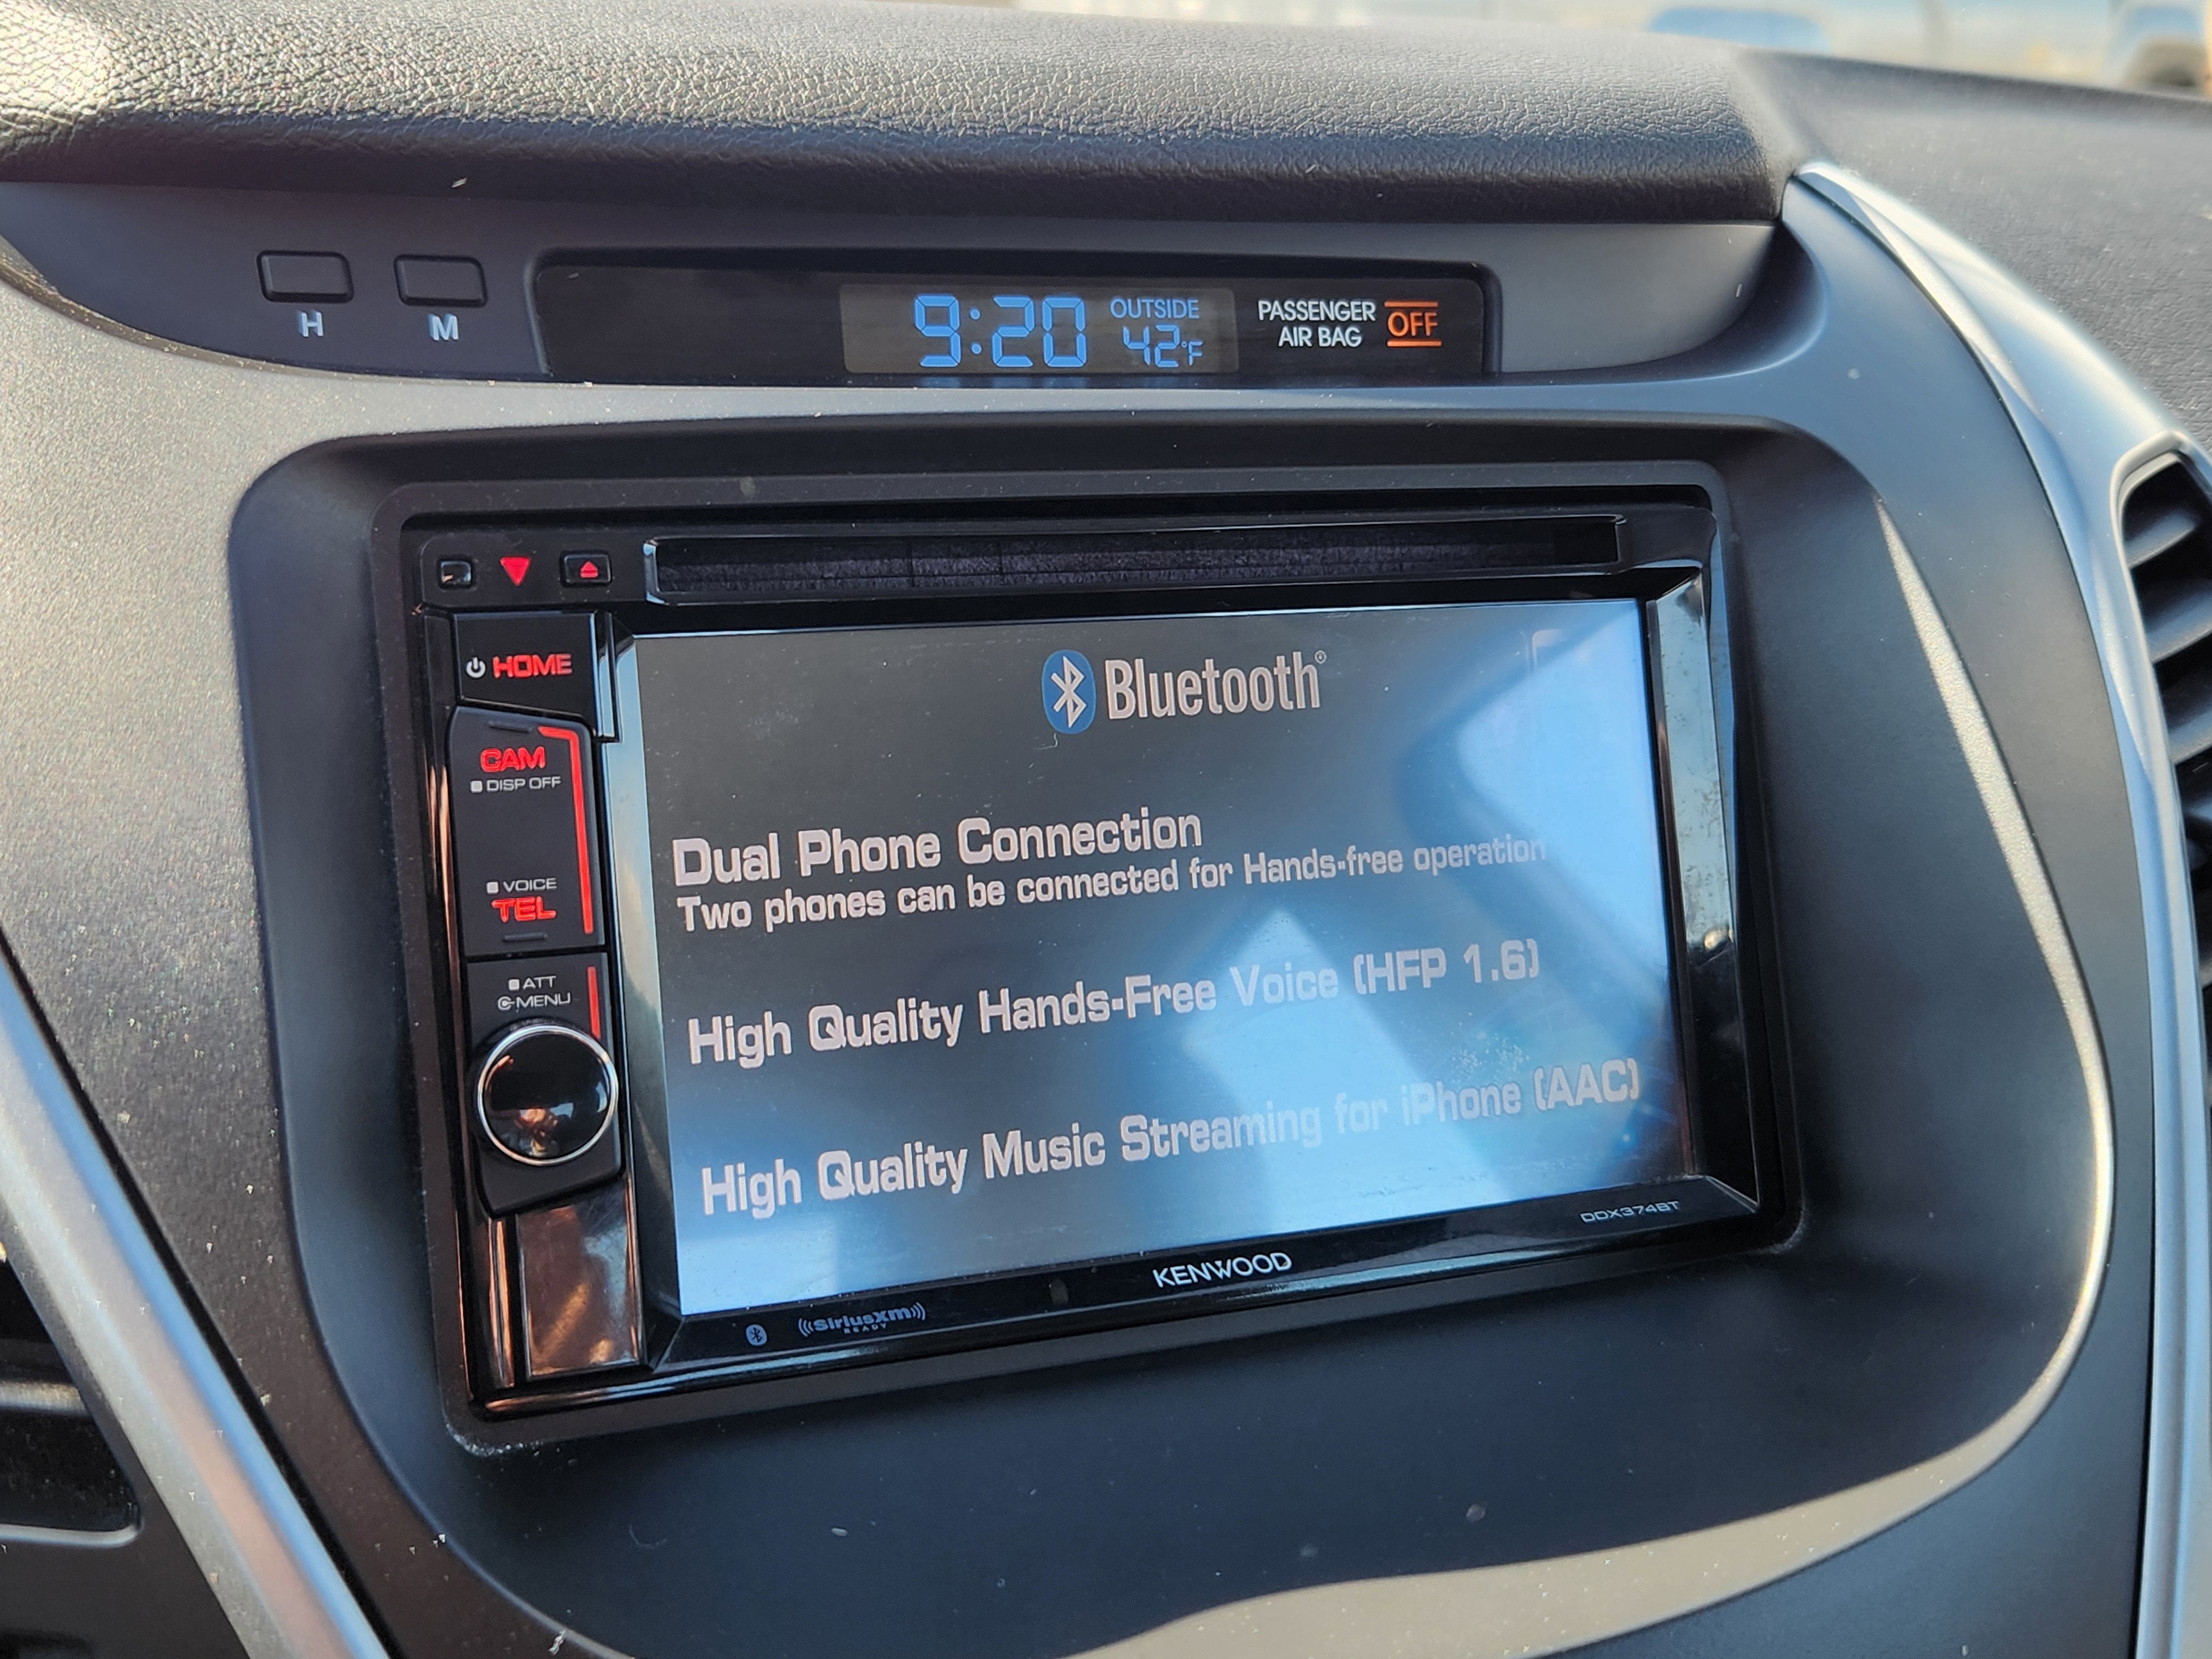 H
M
9:20
OUTSIDE
42°F
PASSENGER
AIR BAG
OFF
HOME
CAM
DISP OFF
VOICE
TEL
ATT
MENU
Bluetooth®
Dual Phone Connection
Two phones can be connected for Hands-free operation
High Quality Hands-Free Voice (HFP 1.6)
High Quality Music Streaming for iPhone (AAC)
DDX374BT
KENWOOD
((SiriusXM))
READY